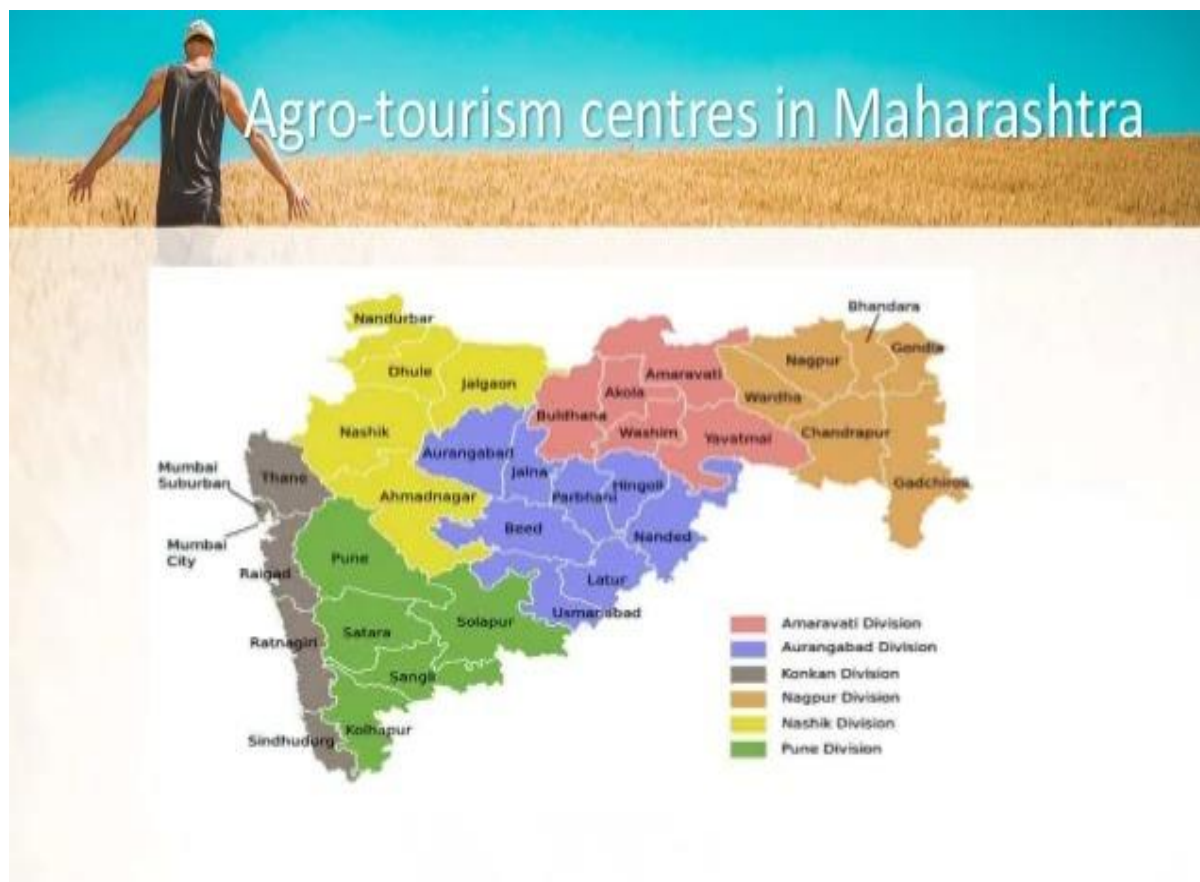 Agro-tourism centres in Maharashtra
Bhandara
Nandurbar
Gondia
Nagpur
Dhule
Jalgaon
Amaravati
Akola
Wardha
Buldhana
Nashik
Washim
Yavatmal
Chandrapur
Aurangabad
Jalna
Mumbai
Suburban
Thane
Ahmadnagar
Parbhani
Hingoli
Gadchiroli
Beed
Nanded
Mumbai
City
Pune
Raigad
Latur
Usmanabad
Solapur
Satara
Ratnagiri
Sangli
Kolhapur
Sindhudurg
Amaravati Division
Aurangabad Division
Konkan Division
Nagpur Division
Nashik Division
Pune Division